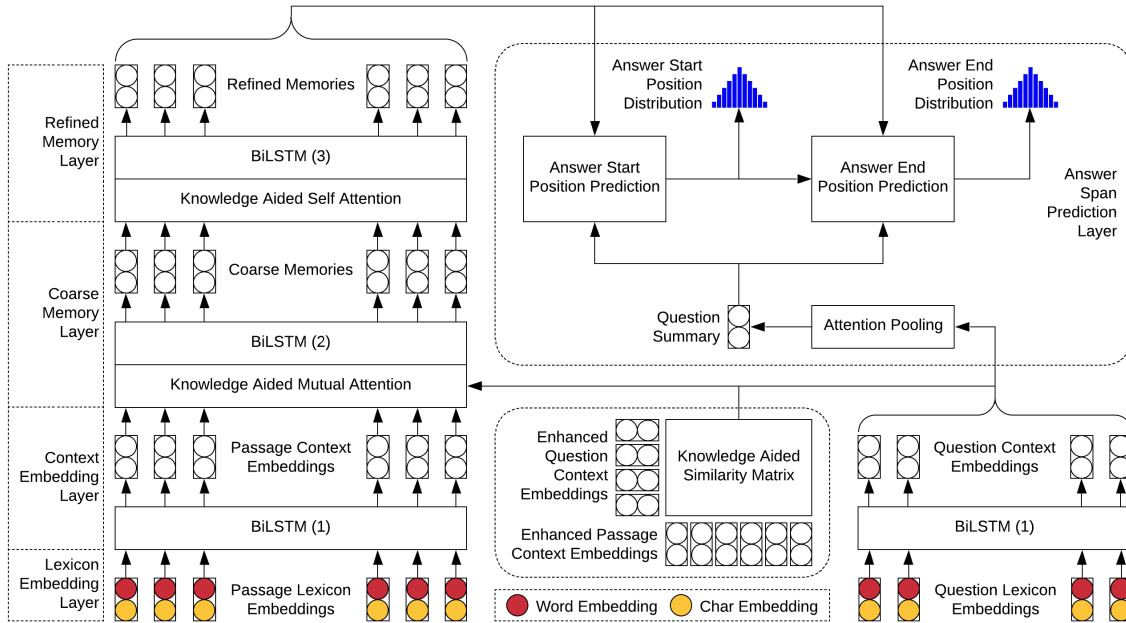 Refined
Memory
Layer
Coarse
Memory
Layer
Context
Embedding
Layer
Lexicon
Embedding
Layer
Refined Memories
BiLSTM (3)
Knowledge Aided Self Attention
Coarse Memories
BiLSTM (2)
Knowledge Aided Mutual Attention
Passage Context
Embeddings
BiLSTM (1)
Passage Lexicon
Embeddings
Answer Start
Position
Distribution
Answer End
Position
Distribution
Answer Start
Position Prediction
Answer End
Position Prediction
Answer
Span
Prediction
Layer
Question
Summary
Attention Pooling
Enhanced
Question
Context
Embeddings
Knowledge Aided
Similarity Matrix
Enhanced Passage
Context Embeddings
Word Embedding
Char Embedding
Question Context
Embeddings
BiLSTM (1)
Question Lexicon
Embeddings